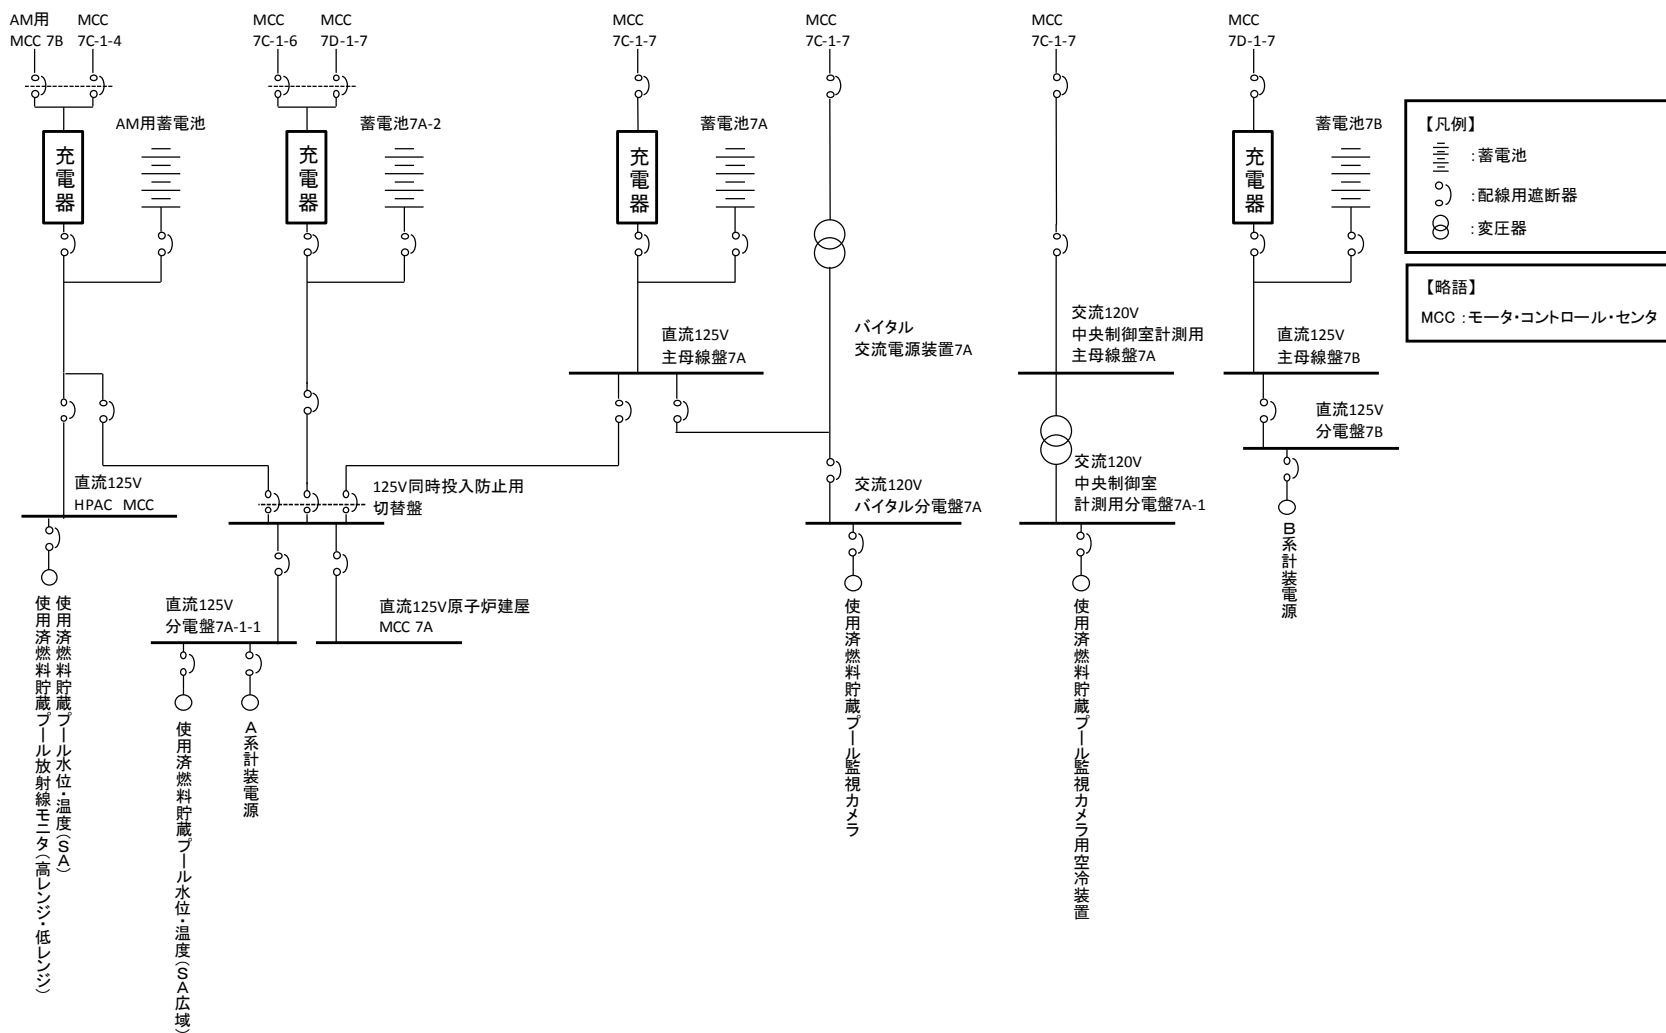 AM用
MCC 7B
MCC
7C-1-4
MCC
7C-1-6
MCC
7D-1-7
MCC
7C-1-7
MCC
7C-1-7
MCC
7C-1-7
MCC
7D-1-7
充電器
AM用蓄電池
充電器
蓄電池7A-2
充電器
蓄電池7A
充電器
蓄電池7B
【凡例】
：蓄電池
：配線用遮断器
：変圧器
【略語】
MCC：モータ・コントロール・センタ
直流125V
主母線盤7A
バイタル
交流電源装置7A
交流120V
中央制御室計測用
主母線盤7A
直流125V
主母線盤7B
直流125V
分電盤7B
直流125V
HPAC MCC
125V同時投入防止用
切替盤
交流120V
バイタル分電盤7A
交流120V
中央制御室
計測用分電盤7A-1
直流125V
分電盤7A-1-1
直流125V原子炉建屋
MCC 7A
使用済燃料貯蔵プール水位・温度（SA）
使用済燃料貯蔵プール放射線モニタ（高レンジ・低レンジ）
使用済燃料貯蔵プール水位・温度（SA広域）
A系計装電源
使用済燃料貯蔵プール監視カメラ
使用済燃料貯蔵プール監視カメラ用空冷装置
B系計装電源